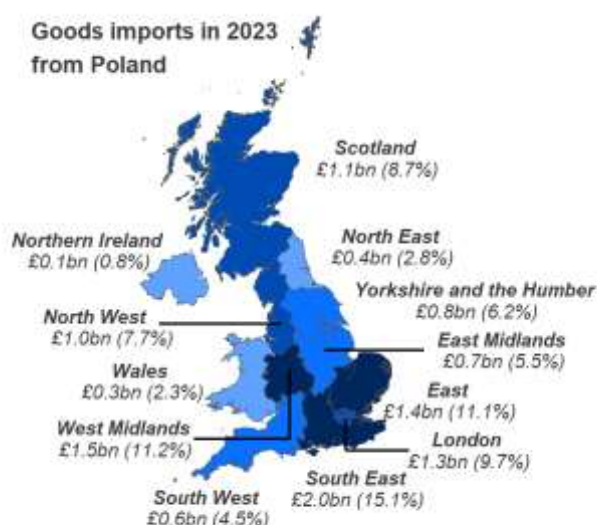 Goods imports in 2023
from Poland
Scotland
£1.1bn (8.7%)
Northern Ireland
£0.1bn (0.8%)
North East
£0.4bn (2.8%)
Yorkshire and the Humber
£0.8bn (6.2%)
North West
£1.0bn (7.7%)
East Midlands
£0.7bn (5.5%)
Wales
£0.3bn (2.3%)
East
£1.4bn (11.1%)
West Midlands
£1.5bn (11.2%)
London
£1.3bn (9.7%)
South East
£2.0bn (15.1%)
South West
£0.6bn (4.5%)